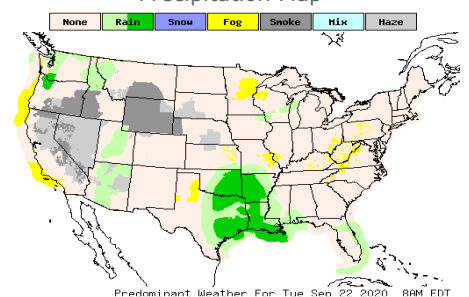 Precipitation Map
None Rain Snow Fog Smoke Mix Haze
Predominant Weather For Tue Sep 22 2020 8AM EDT